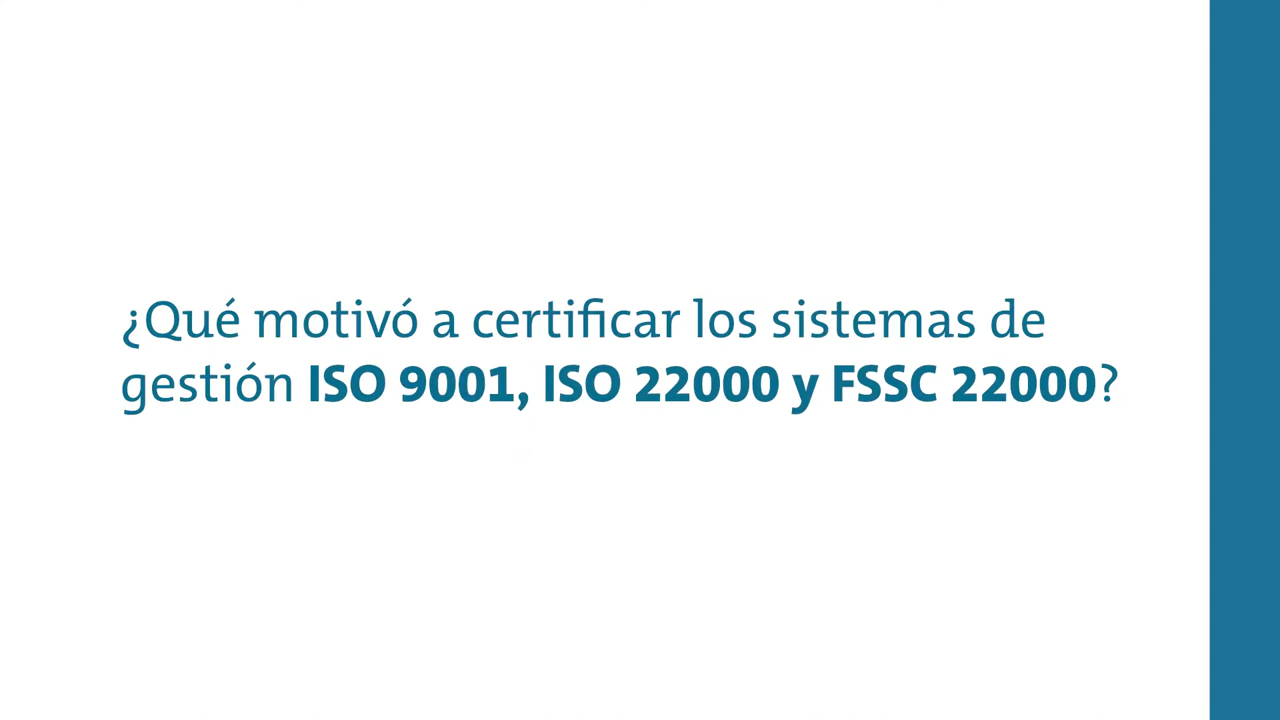 ¿Qué motivó a certificar los sistemas de
gestión ISO 9001, ISO 22000 y FSSC 22000?